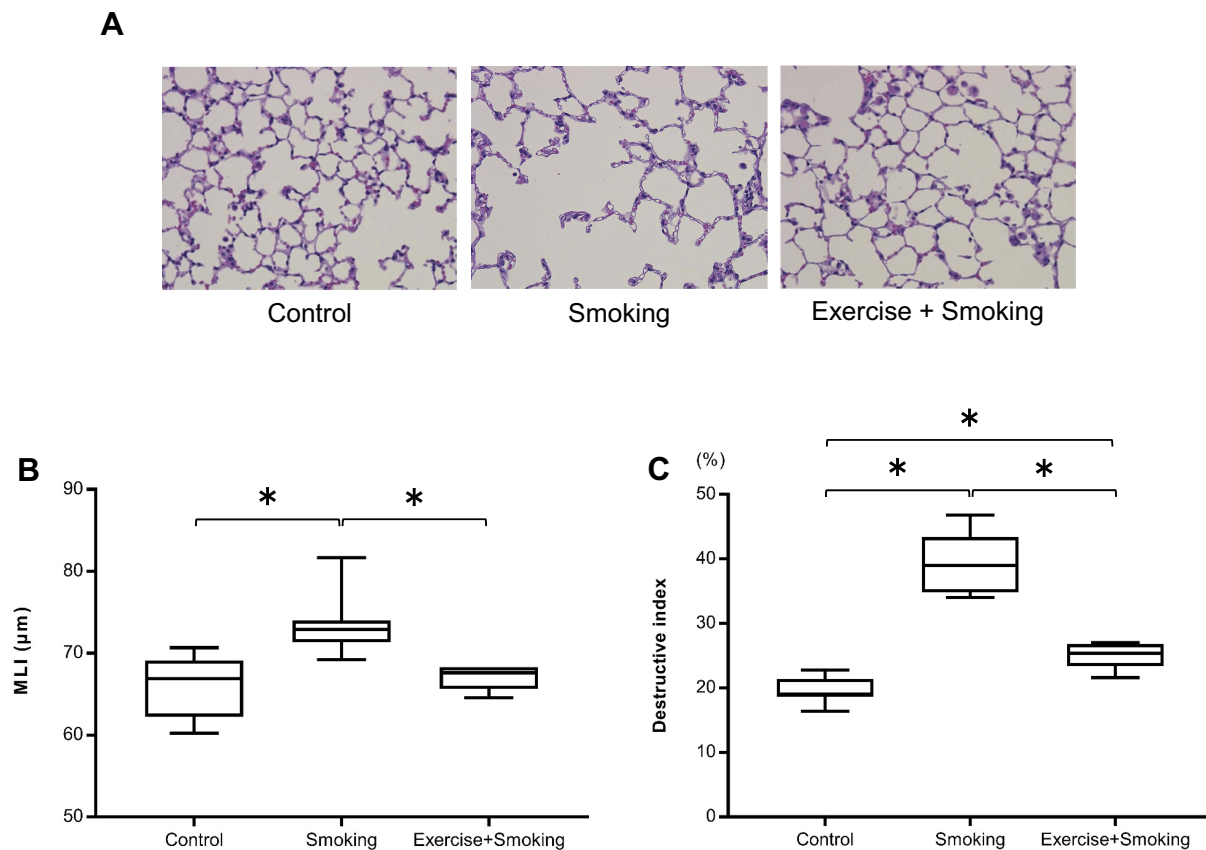 A
Control
Smoking
Exercise + Smoking
B
MLI (μm)
90
80
70
60
50
*
*
Control
Smoking
Exercise+Smoking
C
(%)
Destructive index
50
40
30
20
10
0
*
*
*
Control
Smoking
Exercise+Smoking